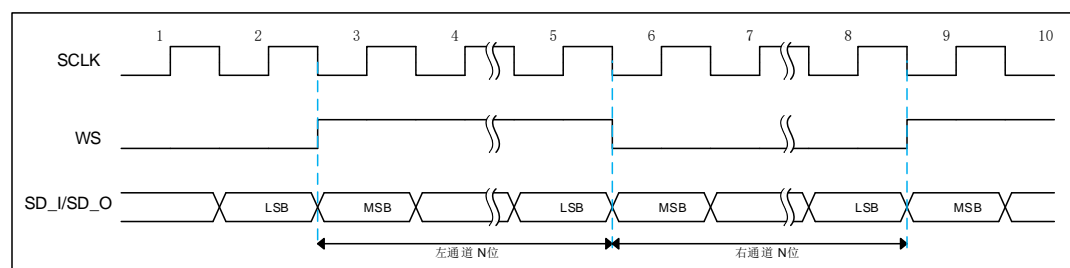 1 2 3 4 5 6 7 8 9 10
SCLK
WS
SD_I/SD_O LSB MSB LSB MSB LSB MSB
左通道 N位 右通道 N位